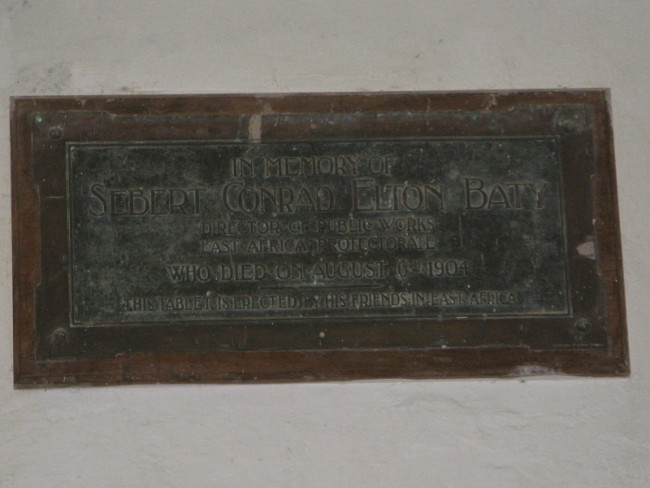 IN MEMORY OF
SEBERT CONRAD ELTON BATY
DIRECTOR OF PUBLIC WORKS
EAST AFRICA PROTECTORATE
WHO DIED ON AUGUST 6TH 1904
THIS TABLET IS ERECTED BY HIS FRIENDS IN EAST AFRICA